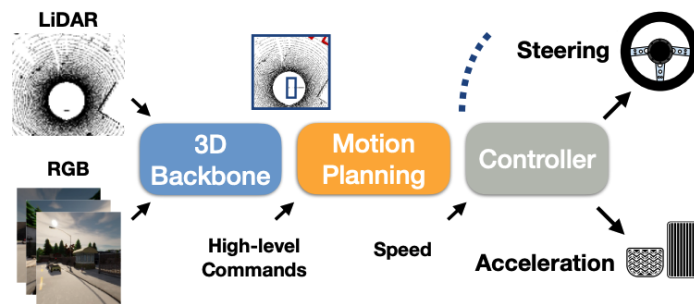 LiDAR
RGB
3D
Backbone
High-level
Commands
Motion
Planning
Speed
Controller
Steering
Acceleration